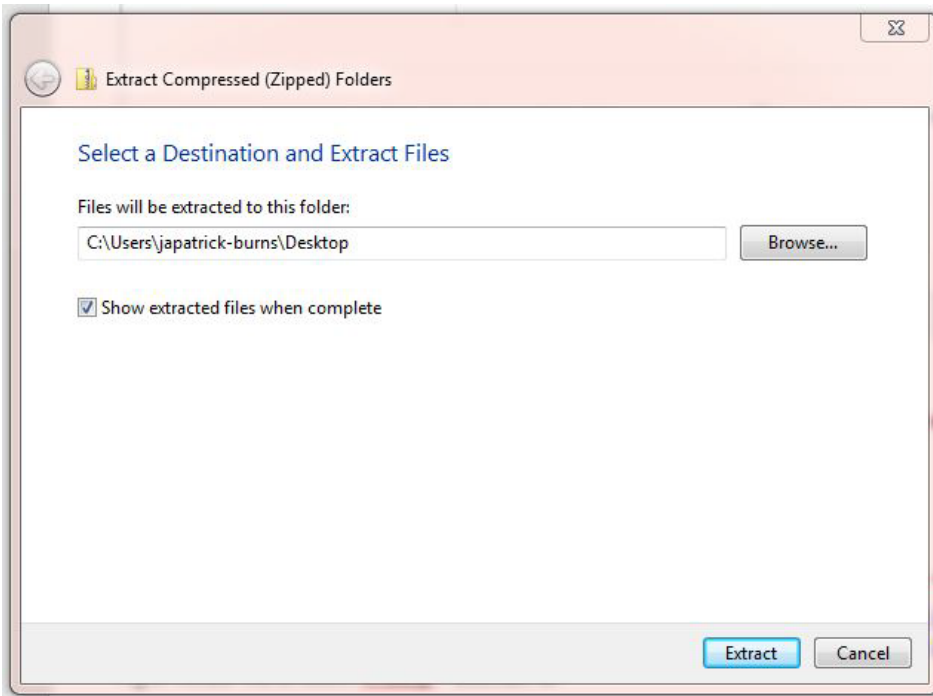 Extract Compressed (Zipped) Folders
Select a Destination and Extract Files
Files will be extracted to this folder:
C:\Users\japatrick-burns\Desktop
Browse...
Show extracted files when complete
Extract
Cancel